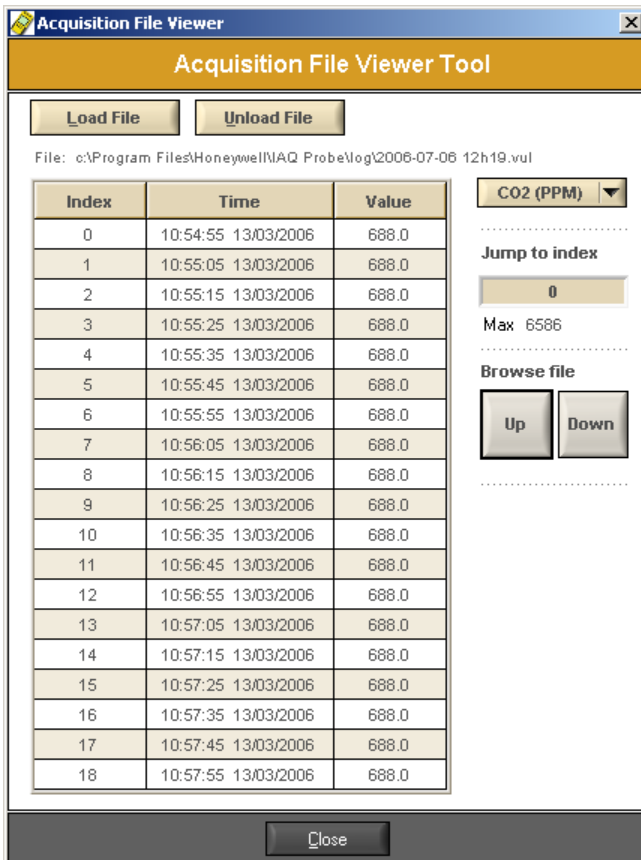 Acquisition File Viewer
Acquisition File Viewer Tool
Load File Unload File
File: c:\Program Files\Honeywell\IAQ Probe\log\2006-07-06 12h19.vul
Index Time Value
0 10:54:55 13/03/2006 688.0
1 10:55:05 13/03/2006 688.0
2 10:55:15 13/03/2006 688.0
3 10:55:25 13/03/2006 688.0
4 10:55:35 13/03/2006 688.0
5 10:55:45 13/03/2006 688.0
6 10:55:55 13/03/2006 688.0
7 10:56:05 13/03/2006 688.0
8 10:56:15 13/03/2006 688.0
9 10:56:25 13/03/2006 688.0
10 10:56:35 13/03/2006 688.0
11 10:56:45 13/03/2006 688.0
12 10:56:55 13/03/2006 688.0
13 10:57:05 13/03/2006 688.0
14 10:57:15 13/03/2006 688.0
15 10:57:25 13/03/2006 688.0
16 10:57:35 13/03/2006 688.0
17 10:57:45 13/03/2006 688.0
18 10:57:55 13/03/2006 688.0
CO2 (PPM)
Jump to index
0
Max 6586
Browse file
Up Down
Close